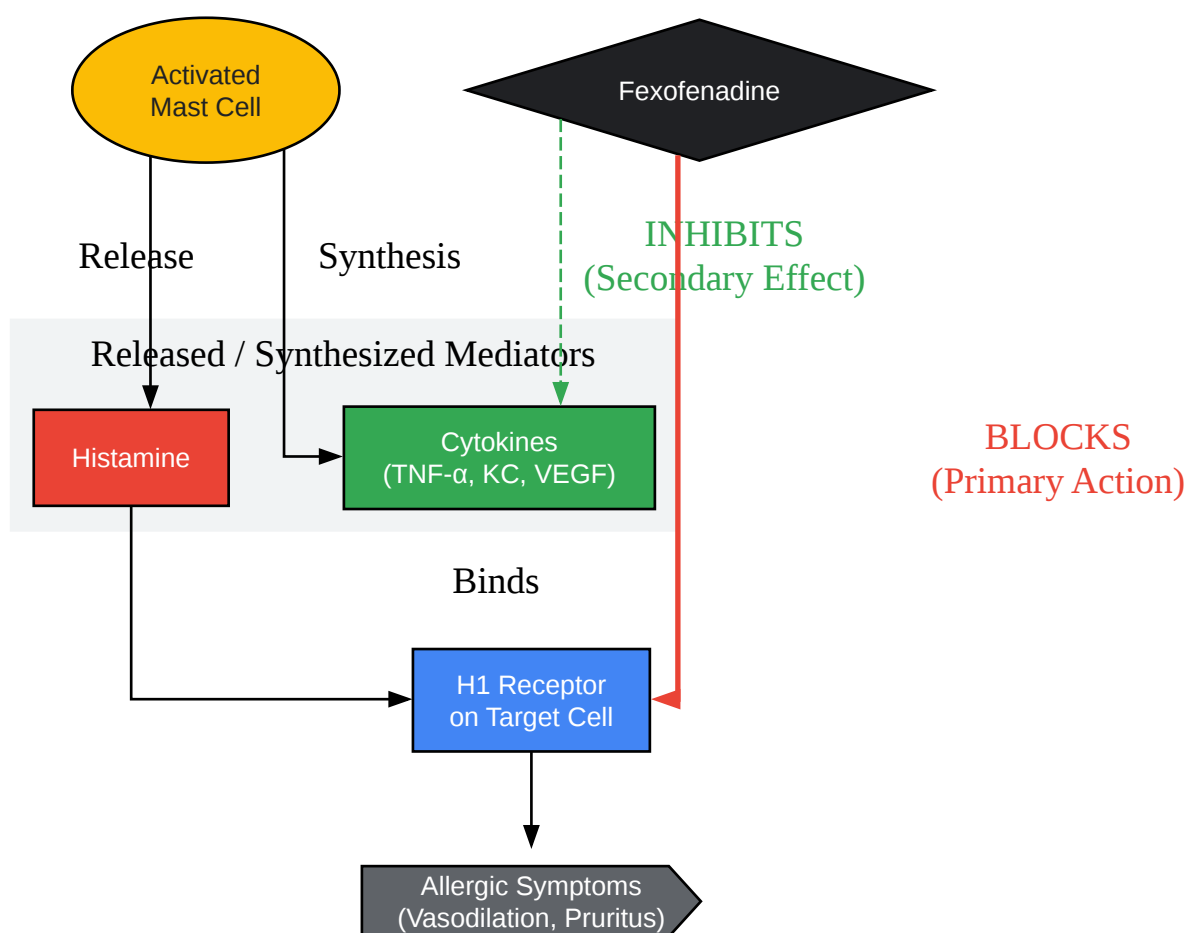 Activated
Mast Cell
Fexofenadine
Release
Synthesis
INHIBITS
(Secondary Effect)
Released / Synthesized Mediators
Histamine
Cytokines
(TNF-α, KC, VEGF)
BLOCKS
(Primary Action)
Binds
H1 Receptor
on Target Cell
Allergic Symptoms
(Vasodilation, Pruritus)